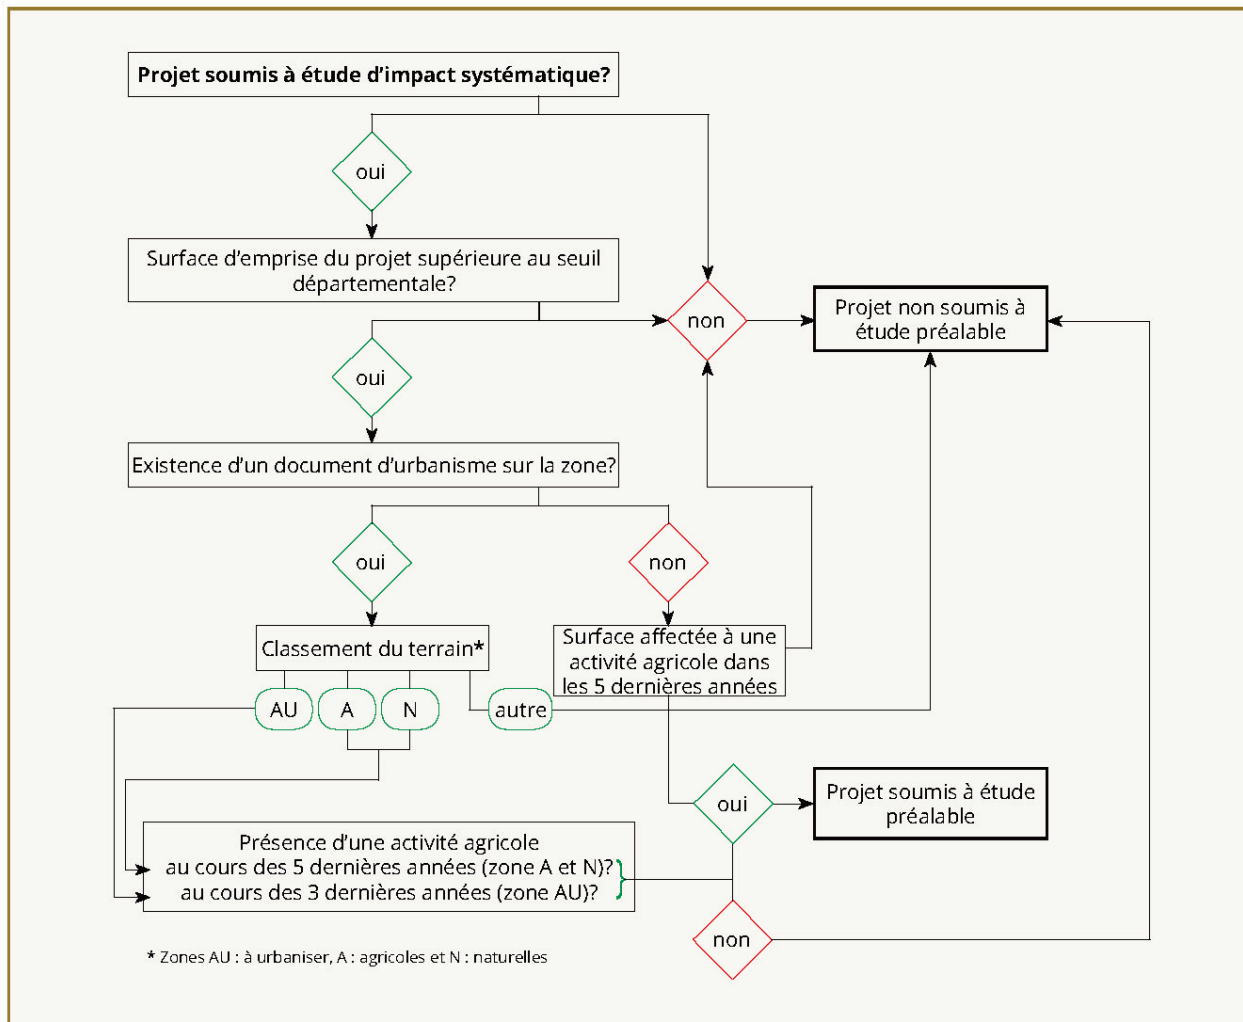 Projet soumis à étude d'impact systématique?
oui
Surface d'emprise du projet supérieure au seuil
départementale?
non
Projet non soumis à
étude préalable
oui
Existence d'un document d'urbanisme sur la zone?
oui
non
Classement du terrain*
Surface affectée à une
activité agricole dans
les 5 dernières années
AU
A
N
autre
oui
Projet soumis à étude
préalable
Présence d'une activité agricole
au cours des 5 dernières années (zone A et N)?
au cours des 3 dernières années (zone AU)?
non
* Zones AU : à urbaniser, A : agricoles et N : naturelles